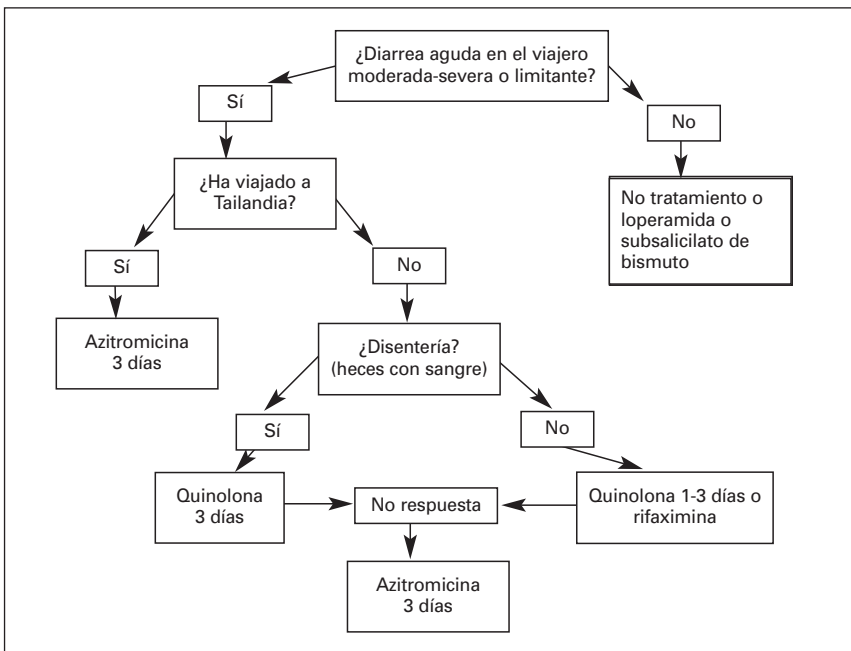 ¿Diarrea aguda en el viajero
moderada-severa o limitante?
Sí
No
¿Ha viajado a
Tailandia?
No tratamiento o
loperamida o
subsalicilato de
bismuto
Sí
No
Azitromicina
3 días
¿Disentería?
(heces con sangre)
Sí
No
Quinolona
3 días
No respuesta
Quinolona 1-3 días o
rifaximina
Azitromicina
3 días